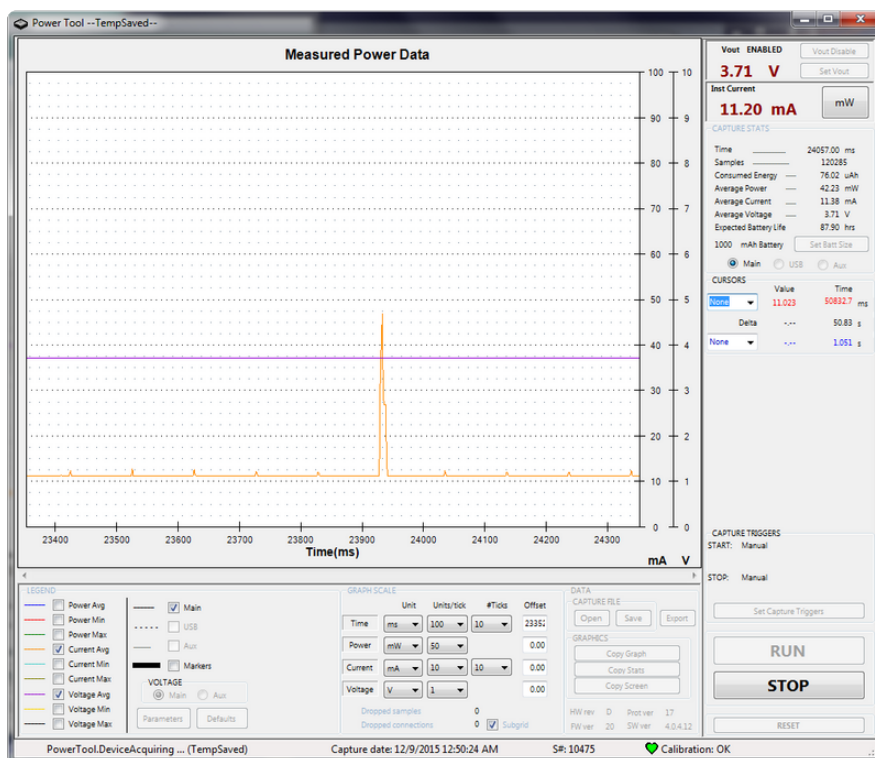 Power Tool --TempSaved--
Measured Power Data
100 10
90 9
80 8
70 7
60 6
50 5
40 4
30 3
20 2
10 1
0 0
23400 23500 23600 23700 23800 23900 24000 24100 24200 24300
Time(ms)
mA V
Vout ENABLED
Vout Disable
3.71 V
Set Vout
Inst Current
11.20 mA
mW
CAPTURE STATS
Time 24057.00 ms
Samples 120285
Consumed Energy 76.02 uAh
Average Power 42.23 mW
Average Current 11.38 mA
Average Voltage 3.71 V
Expected Battery Life 87.90 hrs
1000 mAh Battery Set Batt Size
Main USB Aux
CURSORS
Value Time
None 11.023 50832.7 ms
Delta -.-- 50.83 s
None -.-- 1.051 s
CAPTURE TRIGGERS
START: Manual
STOP: Manual
Set Capture Triggers
RUN
STOP
RESET
LEGEND
Power Avg
Power Min
Power Max
Current Avg
Current Min
Current Max
Voltage Avg
Voltage Min
Voltage Max
Main
USB
Aux
Markers
VOLTAGE
Main Aux
Parameters Defaults
GRAPH SCALE
Unit Units/tick #Ticks Offset
Time ms 100 10 23352
Power mW 50 0.00
Current mA 10 10 0.00
Voltage V 1 0.00
Dropped samples 0
Dropped connections 0 Subgrid
DATA
CAPTURE FILE
Open Save Export
GRAPHICS
Copy Graph
Copy Stats
Copy Screen
HW rev D Prot ver 17
FW ver 20 SW ver 4.0.4.12
PowerTool.DeviceAcquiring ... (TempSaved) Capture date: 12/9/2015 12:50:24 AM S#: 10475 Calibration: OK